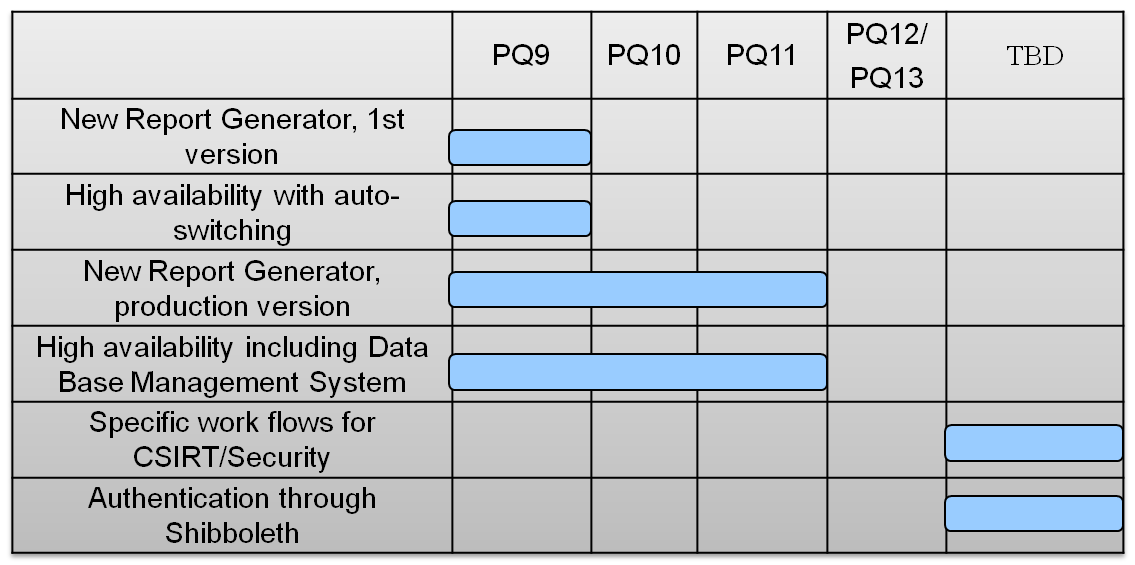 PQ9 PQ10 PQ11 PQ12/
PQ13 TBD
New Report Generator, 1st
version
High availability with auto-
switching
New Report Generator,
production version
High availability including Data
Base Management System
Specific work flows for
CSIRT/Security
Authentication through
Shibboleth